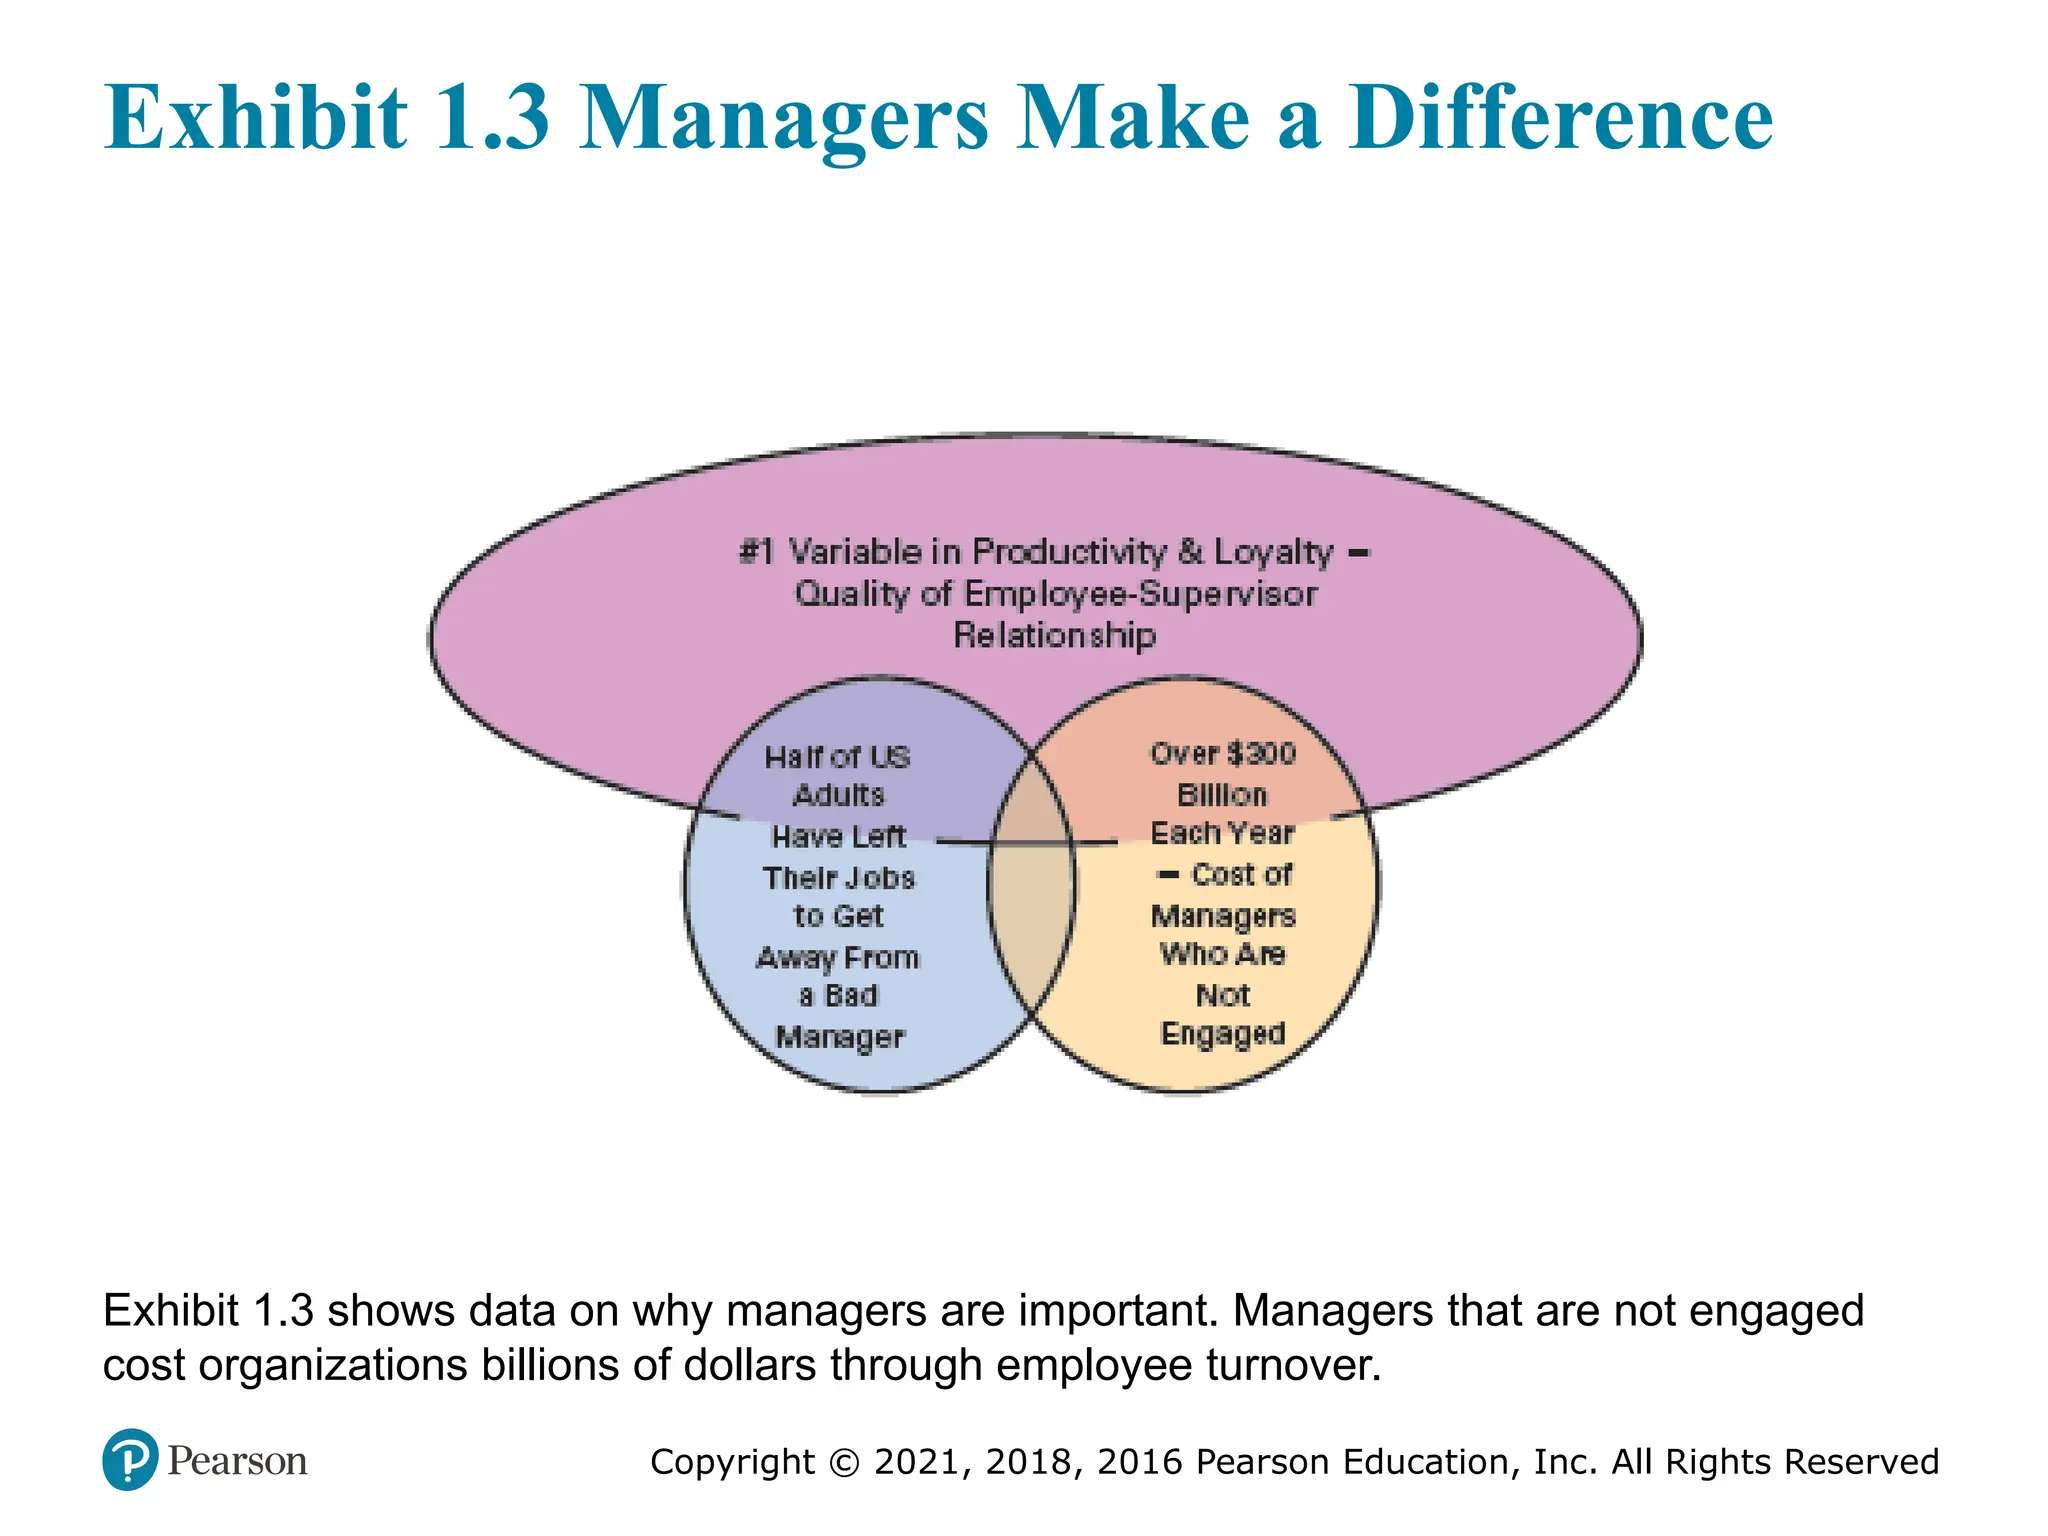 Exhibit 1.3 Managers Make a Difference
#1 Variable in Productivity & Loyalty –
Quality of Employee-Supervisor
Relationship
Half of US
Adults
Have Left
Their Jobs
to Get
Away From
a Bad
Manager
Over $300
Billion
Each Year
– Cost of
Managers
Who Are
Not
Engaged
Exhibit 1.3 shows data on why managers are important. Managers that are not engaged
cost organizations billions of dollars through employee turnover.
Pearson
Copyright © 2021, 2018, 2016 Pearson Education, Inc. All Rights Reserved